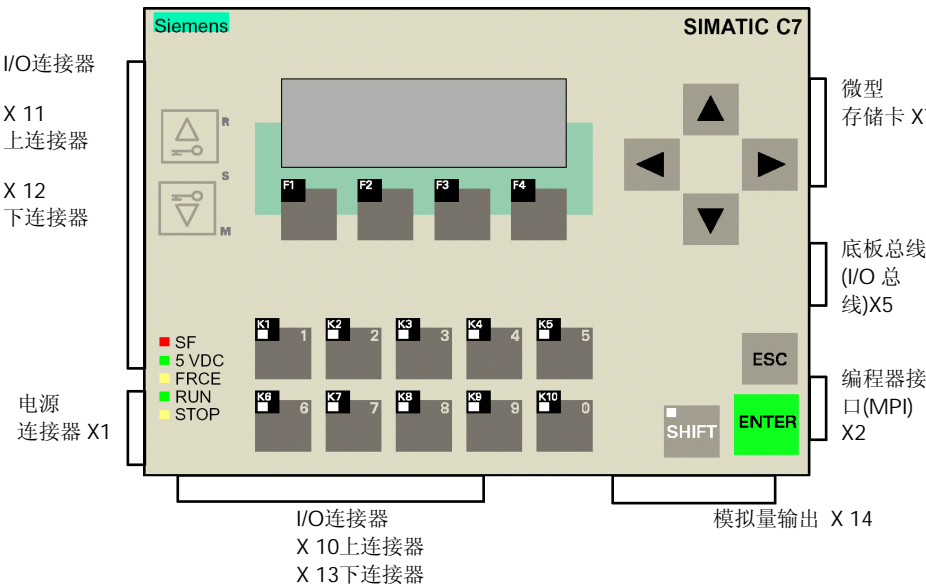 Siemens
SIMATIC C7
I/O连接器
X 11
上连接器
X 12
下连接器
R
S
M
F1
F2
F3
F4
微型
存储卡 X
底板总线
(I/O 总
线)X5
K1 1
K2 2
K3 3
K4 4
K5 5
SF
5 VDC
FRCE
RUN
STOP
K6 6
K7 7
K8 8
K9 9
K10 0
ESC
SHIFT
ENTER
编程器接
口(MPI)
X2
电源
连接器 X1
I/O连接器
X 10上连接器
X 13下连接器
模拟量输出 X 14